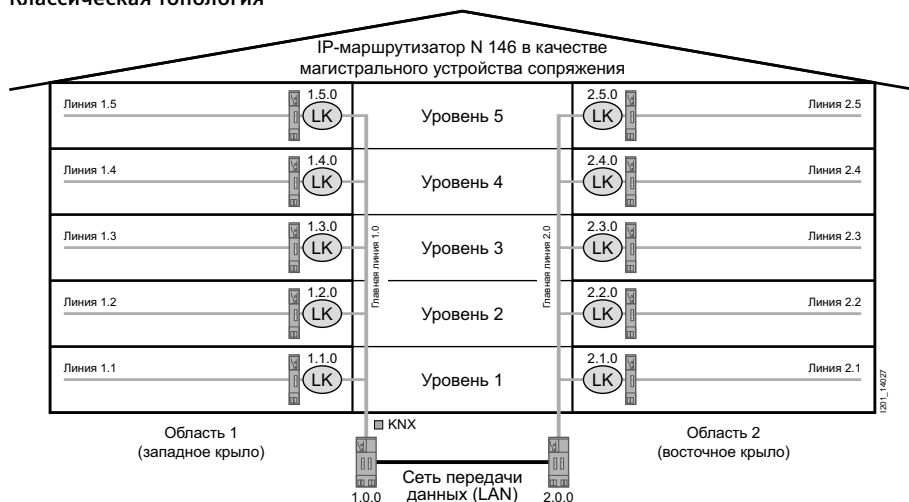 Классическая топология
IP-маршрутизатор N 146 в качестве
магистрального устройства сопряжения
Линия 1.5
1.5.0
LK
Уровень 5
2.5.0
LK
Линия 2.5
Линия 1.4
1.4.0
LK
Уровень 4
2.4.0
LK
Линия 2.4
Линия 1.3
1.3.0
LK
Главная линия 1.0
Уровень 3
Главная линия 2.0
2.3.0
LK
Линия 2.3
Линия 1.2
1.2.0
LK
Уровень 2
2.2.0
LK
Линия 2.2
Линия 1.1
1.1.0
LK
Уровень 1
2.1.0
LK
Линия 2.1
I201_14027
KNX
Область 1
(западное крыло)
Область 2
(восточное крыло)
Сеть передачи
данных (LAN)
1.0.0
2.0.0